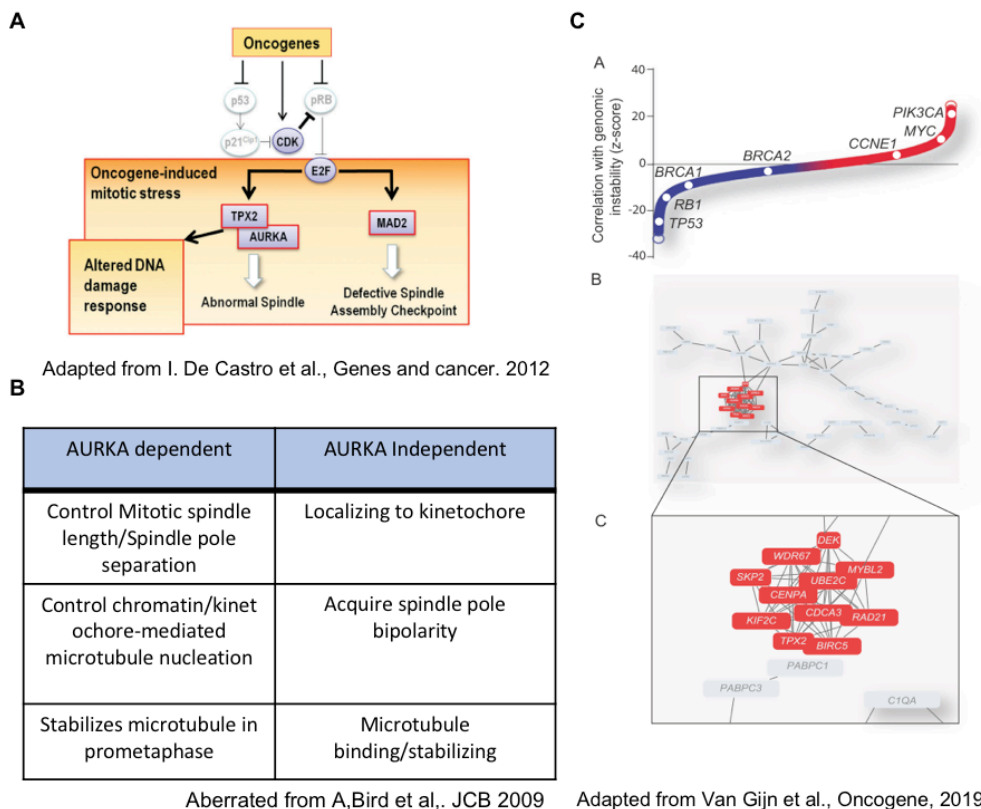 A
Oncogenes
p53
pRB
p21Cip1
CDK
E2F
Oncogene-induced
mitotic stress
TPX2
AURKA
MAD2
Altered DNA
damage
response
Abnormal Spindle
Defective Spindle
Assembly Checkpoint
Adapted from I. De Castro et al., Genes and cancer. 2012
B
AURKA dependent
AURKA Independent
Control Mitotic spindle
length/Spindle pole
separation
Localizing to kinetochore
Control chromatin/kinet
ochore-mediated
microtubule nucleation
Acquire spindle pole
bipolarity
Stabilizes microtubule in
prometaphase
Microtubule
binding/stabilizing
Aberrated from A,Bird et al,. JCB 2009
C
A
Correlation with genomic
instability (z-score)
40
20
0
-20
-40
PIK3CA
MYC
CCNE1
BRCA2
BRCA1
RB1
TP53
B
C
DEK
WDR67
MYBL2
SKP2
UBE2C
CENPA
CDCA3
KIF2C
RAD21
TPX2
BIRC5
PABPC1
PABPC3
C1QA
Adapted from Van Gijn et al., Oncogene, 2019